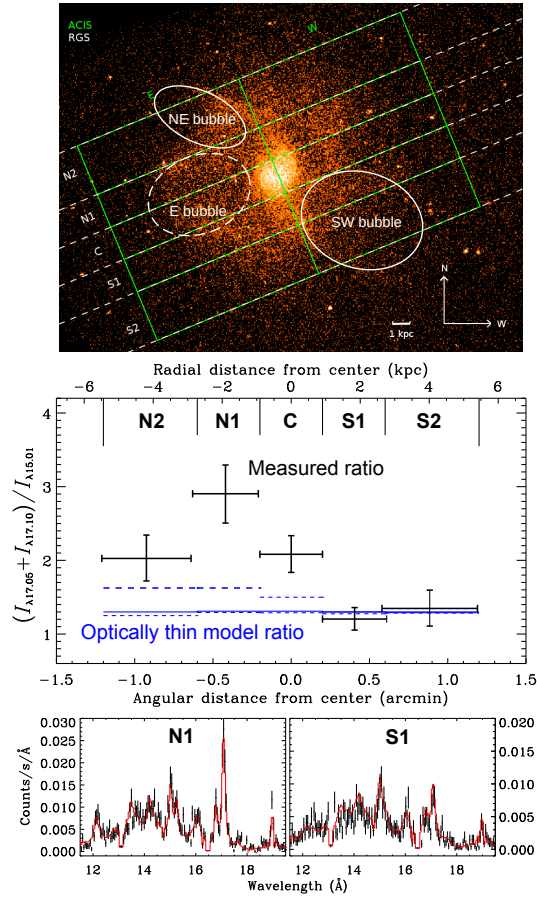 ACIS
RGS
W
E
NE bubble
E bubble
SW bubble
N2
N1
C
S1
S2
N
W
1 kpc
Radial distance from center (kpc)
−6 −4 −2 0 2 4 6
N2 N1 C S1 S2
Measured ratio
Optically thin model ratio
(Iλ17.05+Iλ17.10)/Iλ15.01
4
3
2
1
−1.5 −1.0 −0.5 0.0 0.5 1.0 1.5
Angular distance from center (arcmin)
N1
S1
Counts/s/Å
0.030
0.025
0.020
0.015
0.010
0.005
0.000
0.020
0.015
0.010
0.005
0.000
12 14 16 18 12 14 16 18
Wavelength (Å)